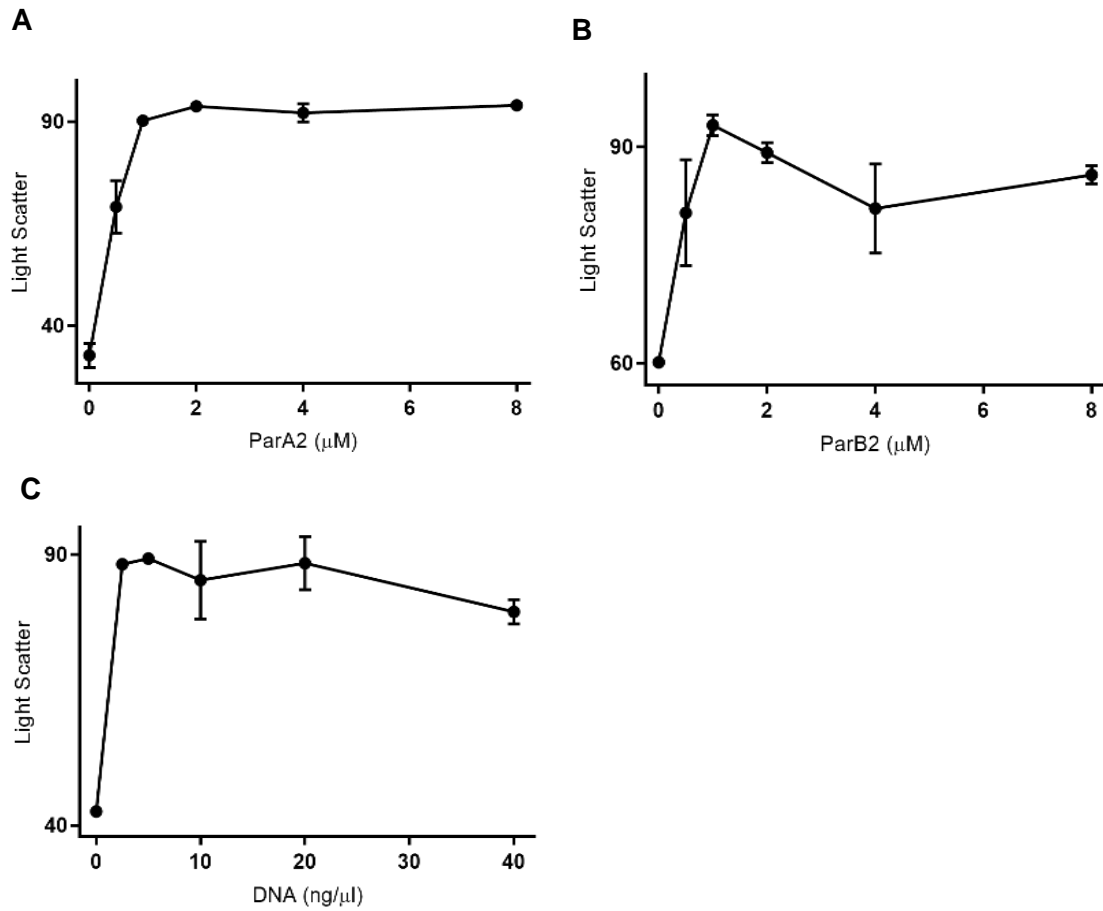 A
90
40
Light Scatter
0 2 4 6 8
ParA2 (μM)
B
90
60
Light Scatter
0 2 4 6 8
ParB2 (μM)
C
90
40
Light Scatter
0 10 20 30 40
DNA (ng/μl)